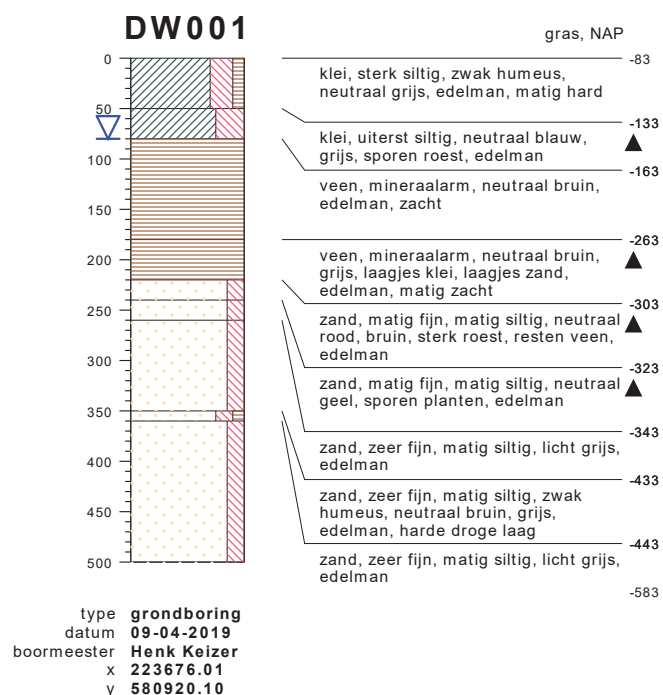 DW001
gras, NAP
0
50
100
150
200
250
300
350
400
450
500
-83
klei, sterk siltig, zwak humeus,
neutraal grijs, edelman, matig hard
-133
klei, uiterst siltig, neutraal blauw,
grijs, sporen roest, edelman
-163
veen, mineraalarm, neutraal bruin,
edelman, zacht
-263
veen, mineraalarm, neutraal bruin,
grijs, laagjes klei, laagjes zand,
edelman, matig zacht
-303
zand, matig fijn, matig siltig, neutraal
rood, bruin, sterk roest, resten veen,
edelman
-323
zand, matig fijn, matig siltig, neutraal
geel, sporen planten, edelman
-343
zand, zeer fijn, matig siltig, licht grijs,
edelman
-433
zand, zeer fijn, matig siltig, zwak
humeus, neutraal bruin, grijs,
edelman, harde droge laag
-443
zand, zeer fijn, matig siltig, licht grijs,
edelman
-583
type grondboring
datum 09-04-2019
boormeester Henk Keizer
x 223676.01
y 580920.10